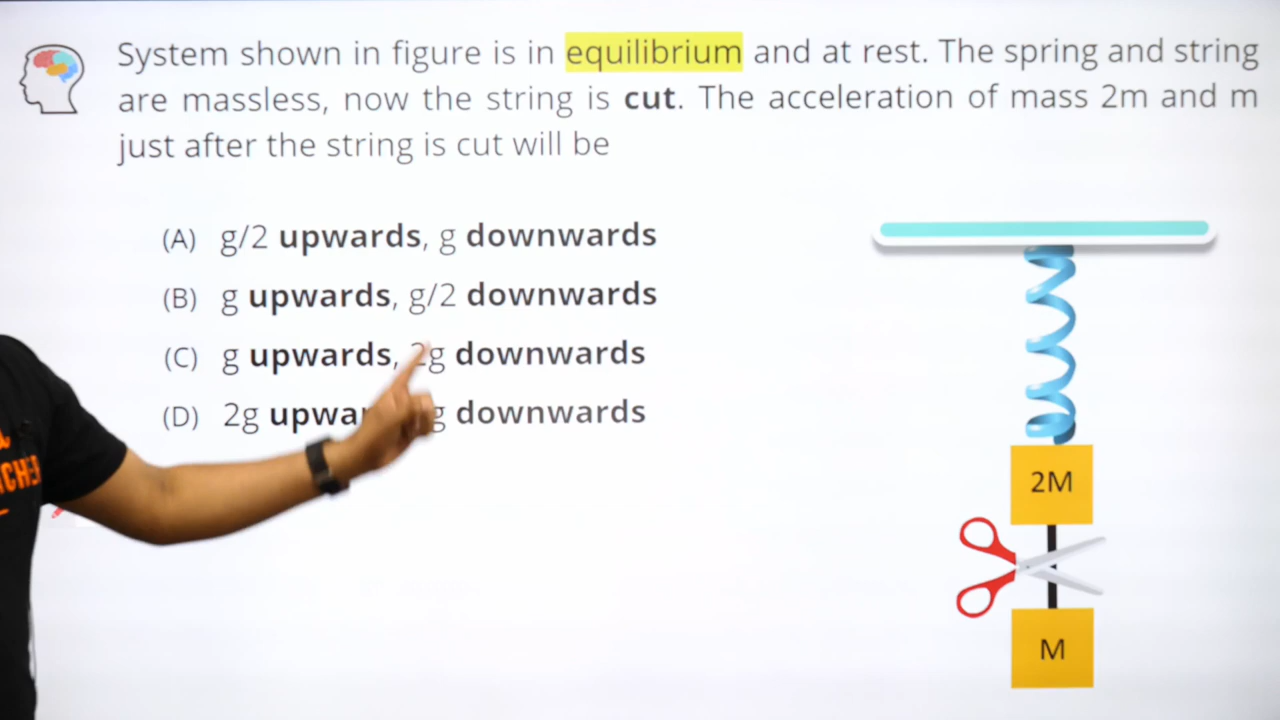 System shown in figure is in equilibrium and at rest. The spring and string
are massless, now the string is cut. The acceleration of mass 2m and m
just after the string is cut will be
(A) g/2 upwards, g downwards
(B) g upwards, g/2 downwards
(C) g upwards, 2g downwards
(D) 2g upwar g downwards
2M
M